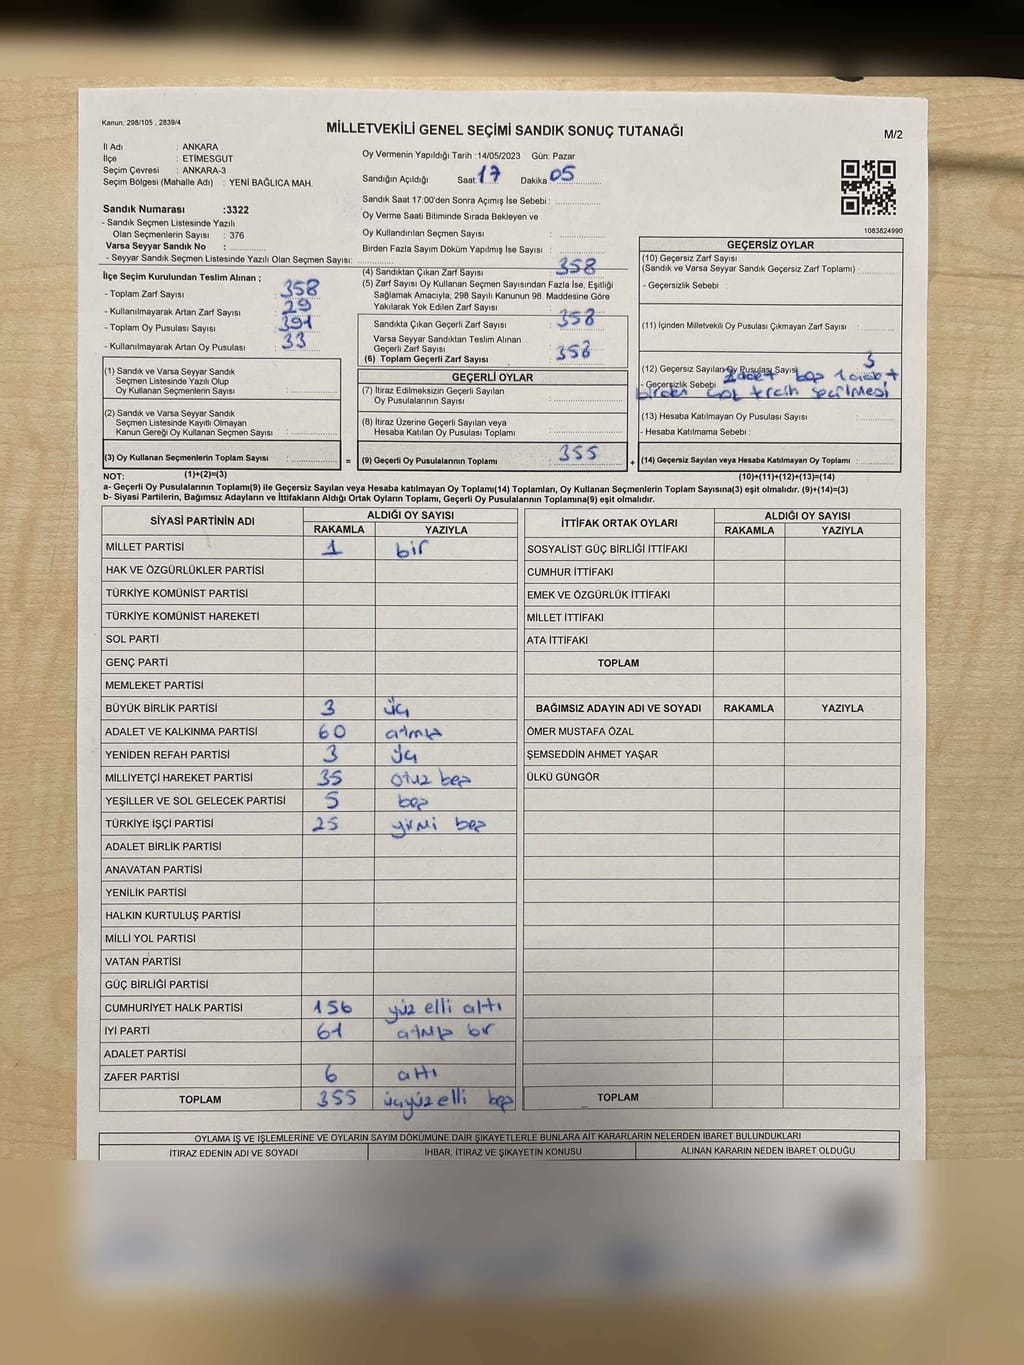 Kanun: 298/105 , 2839/4
MİLLETVEKİLİ GENEL SEÇİMİ SANDIK SONUÇ TUTANAĞI
M/2
İl Adı : ANKARA
İlçe : ETİMESGUT
Seçim Çevresi : ANKARA-3
Seçim Bölgesi (Mahalle Adı) : YENİ BAĞLICA MAH.
Sandık Numarası :3322
- Sandık Seçmen Listesinde Yazılı
Olan Seçmenlerin Sayısı : 376
Varsa Seyyar Sandık No :
- Seyyar Sandık Seçmen Listesinde Yazılı Olan Seçmen Sayısı:
Oy Vermenin Yapıldığı Tarih :14/05/2023 Gün: Pazar
Sandığın Açıldığı Saat: 17 Dakika 05
Sandık Saat 17:00'den Sonra Açımış İse Sebebi :
Oy Verme Saati Bitiminde Sırada Bekleyen ve
Oy Kullandırılan Seçmen Sayısı :
Birden Fazla Sayım Döküm Yapılmış İse Sayısı :
1083824990
İlçe Seçim Kurulundan Teslim Alınan ;
- Toplam Zarf Sayısı : 358
- Kullanılmayarak Artan Zarf Sayısı : 29
- Toplam Oy Pusulası Sayısı : 391
- Kullanılmayarak Artan Oy Pusulası : 33
(4) Sandıktan Çıkan Zarf Sayısı : 358
(5) Zarf Sayısı Oy Kullanan Seçmen Sayısından Fazla İse, Eşitliği
Sağlamak Amacıyla; 298 Sayılı Kanunun 98. Maddesine Göre
Yakılarak Yok Edilen Zarf Sayısı :
Sandıkta Çıkan Geçerli Zarf Sayısı : 358
Varsa Seyyar Sandıktan Teslim Alınan
Geçerli Zarf Sayısı :
(6) Toplam Geçerli Zarf Sayısı : 358
GEÇERLİ OYLAR
(7) İtiraz Edilmeksizin Geçerli Sayılan
Oy Pusulalarının Sayısı :
(8) İtiraz Üzerine Geçerli Sayılan veya
Hesaba Katılan Oy Pusulası Toplamı :
(9) Geçerli Oy Pusulalarının Toplamı : 355
(1) Sandık ve Varsa Seyyar Sandık
Seçmen Listesinde Yazılı Olup
Oy Kullanan Seçmenlerin Sayısı :
(2) Sandık ve Varsa Seyyar Sandık
Seçmen Listesinde Kayıtlı Olmayan
Kanun Gereği Oy Kullanan Seçmen Sayısı :
(3) Oy Kullanan Seçmenlerin Toplam Sayısı : =
GEÇERSİZ OYLAR
(10) Geçersiz Zarf Sayısı
(Sandık ve Varsa Seyyar Sandık Geçersiz Zarf Toplamı) :
- Geçersizlik Sebebi :
(11) İçinden Milletvekili Oy Pusulası Çıkmayan Zarf Sayısı :
(12) Geçersiz Sayılan Oy Pusulası Sayısı 3
- Geçersizlik Sebebi 2 adet boş 1 adet
birden çok tercih seçilmesi
(13) Hesaba Katılmayan Oy Pusulası Sayısı :
- Hesaba Katılmama Sebebi :
+ (14) Geçersiz Sayılan veya Hesaba Katılmayan Oy Toplamı :
NOT: (1)+(2)=(3) (10)+(11)+(12)+(13)=(14)
a- Geçerli Oy Pusulalarının Toplamı(9) ile Geçersiz Sayılan veya Hesaba katılmayan Oy Toplamı(14) Toplamları, Oy Kullanan Seçmenlerin Toplam Sayısına(3) eşit olmalıdır. (9)+(14)=(3)
b- Siyasi Partilerin, Bağımsız Adayların ve İttifakların Aldığı Ortak Oyların Toplamı, Geçerli Oy Pusulasının Toplamına(9) eşit olmalıdır.
SİYASİ PARTİNİN ADI ALDIĞI OY SAYISI
RAKAMLA YAZIYLA
MİLLET PARTİSİ 1 bir
HAK VE ÖZGÜRLÜKLER PARTİSİ
TÜRKİYE KOMÜNİST PARTİSİ
TÜRKİYE KOMÜNİST HAREKETİ
SOL PARTİ
GENÇ PARTİ
MEMLEKET PARTİSİ
BÜYÜK BİRLİK PARTİSİ 3 üç
ADALET VE KALKINMA PARTİSİ 60 atmış
YENİDEN REFAH PARTİSİ 3 üç
MİLLİYETÇİ HAREKET PARTİSİ 35 otuz beş
YEŞİLLER VE SOL GELECEK PARTİSİ 5 beş
TÜRKİYE İŞÇİ PARTİSİ 25 yirmi beş
ADALET BİRLİK PARTİSİ
ANAVATAN PARTİSİ
YENİLİK PARTİSİ
HALKIN KURTULUŞ PARTİSİ
MİLLİ YOL PARTİSİ
VATAN PARTİSİ
GÜÇ BİRLİĞİ PARTİSİ
CUMHURİYET HALK PARTİSİ 156 yüz elli altı
İYİ PARTİ 61 atmış bir
ADALET PARTİSİ
ZAFER PARTİSİ 6 altı
TOPLAM 355 üçyüz elli beş
İTTİFAK ORTAK OYLARI ALDIĞI OY SAYISI
RAKAMLA YAZIYLA
SOSYALİST GÜÇ BİRLİĞİ İTTİFAKI
CUMHUR İTTİFAKI
EMEK VE ÖZGÜRLÜK İTTİFAKI
MİLLET İTTİFAKI
ATA İTTİFAKI
TOPLAM
BAĞIMSIZ ADAYIN ADI VE SOYADI RAKAMLA YAZIYLA
ÖMER MUSTAFA ÖZAL
ŞEMSEDDİN AHMET YAŞAR
ÜLKÜ GÜNGÖR
TOPLAM
OYLAMA İŞ VE İŞLEMLERİNE VE OYLARIN SAYIM DÖKÜMÜNE DAİR ŞİKAYETLERLE BUNLARA AİT KARARLARIN NELERDEN İBARET BULUNDUKLARI
İTİRAZ EDENİN ADI VE SOYADI İHBAR, İTİRAZ VE ŞİKAYETİN KONUSU ALINAN KARARIN NEDEN İBARET OLDUĞU